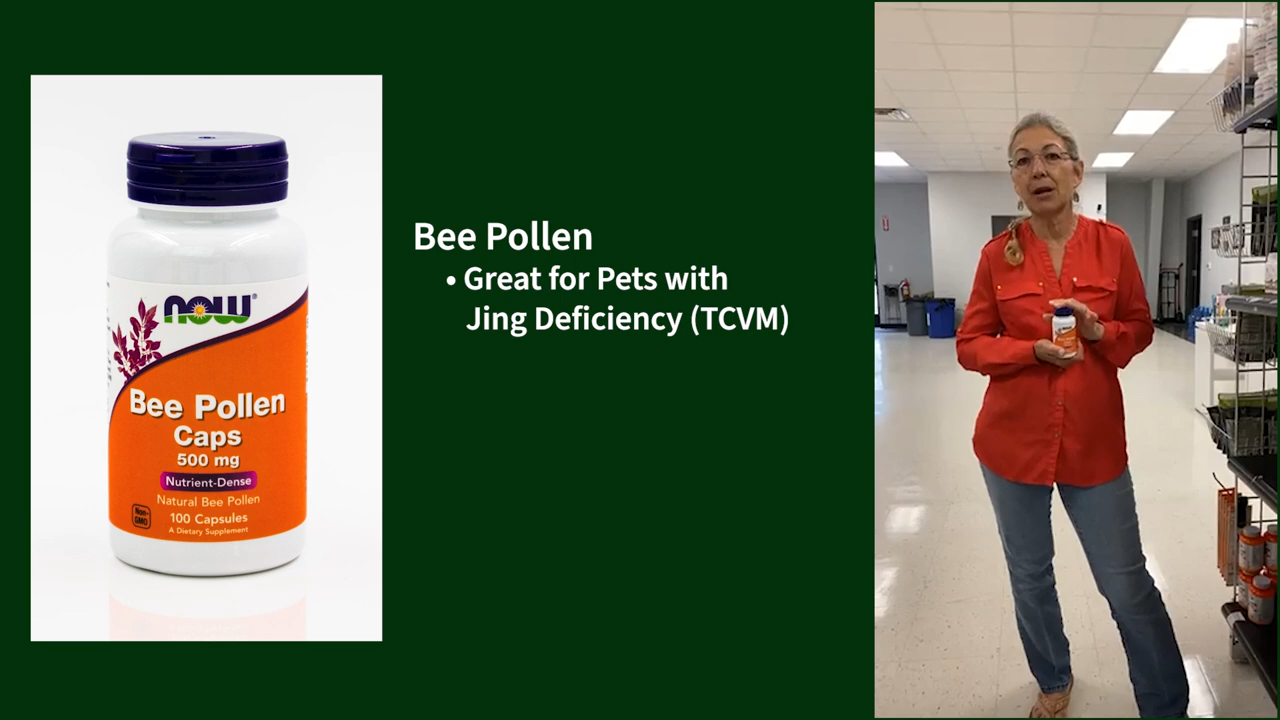 now
Bee Pollen
Caps
500 mg
Nutrient-Dense
Natural Bee Pollen
Non-
GMO
100 Capsules
A Dietary Supplement
Bee Pollen
• Great for Pets with
Jing Deficiency (TCVM)